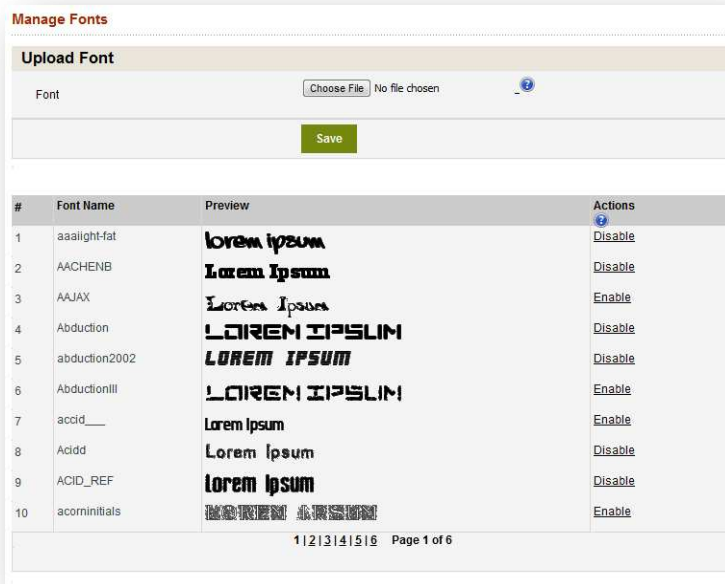 Manage Fonts
Upload Font
Font Choose File No file chosen ?
Save
# Font Name Preview Actions
?
1 aaaiight-fat lorem ipsum Disable
2 AACHENB Lorem Ipsum Disable
3 AAJAX Lorem Ipsum Enable
4 Abduction LOREM IPSUM Disable
5 abduction2002 LOREM IPSUM Disable
6 AbductionIII LOREM IPSUM Enable
7 accid___ Lorem Ipsum Enable
8 Acidd Lorem Ipsum Disable
9 ACID_REF lorem ipsum Disable
10 acorninitials LOREM IPSUM Enable
1|2|3|4|5|6 Page 1 of 6